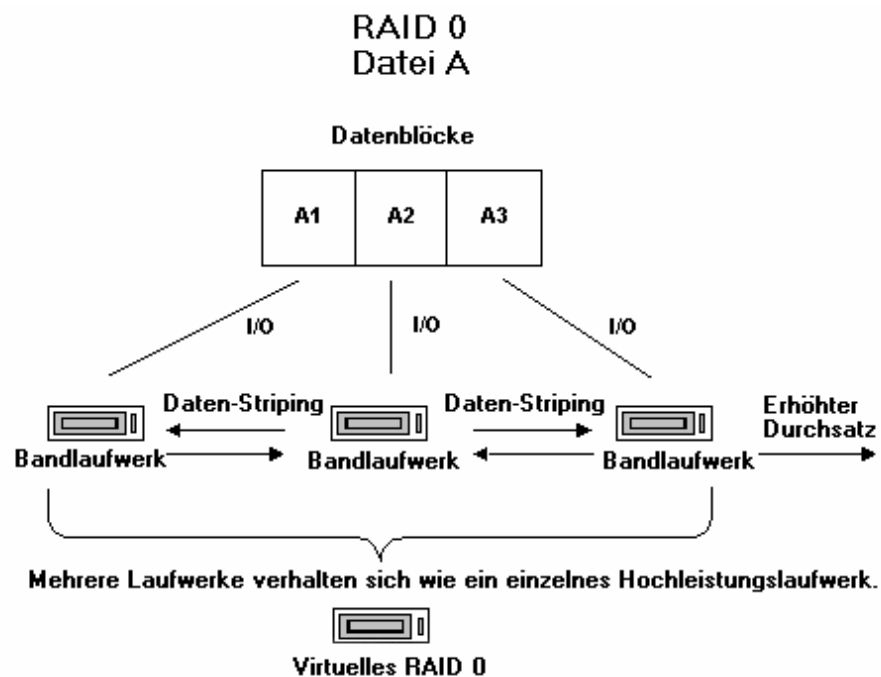 RAID 0
Datei A
Datenblöcke
A1 A2 A3
I/O I/O I/O
Daten-Striping Daten-Striping Erhöhter
Durchsatz
Bandlaufwerk Bandlaufwerk Bandlaufwerk
Mehrere Laufwerke verhalten sich wie ein einzelnes Hochleistungslaufwerk.
Virtuelles RAID 0